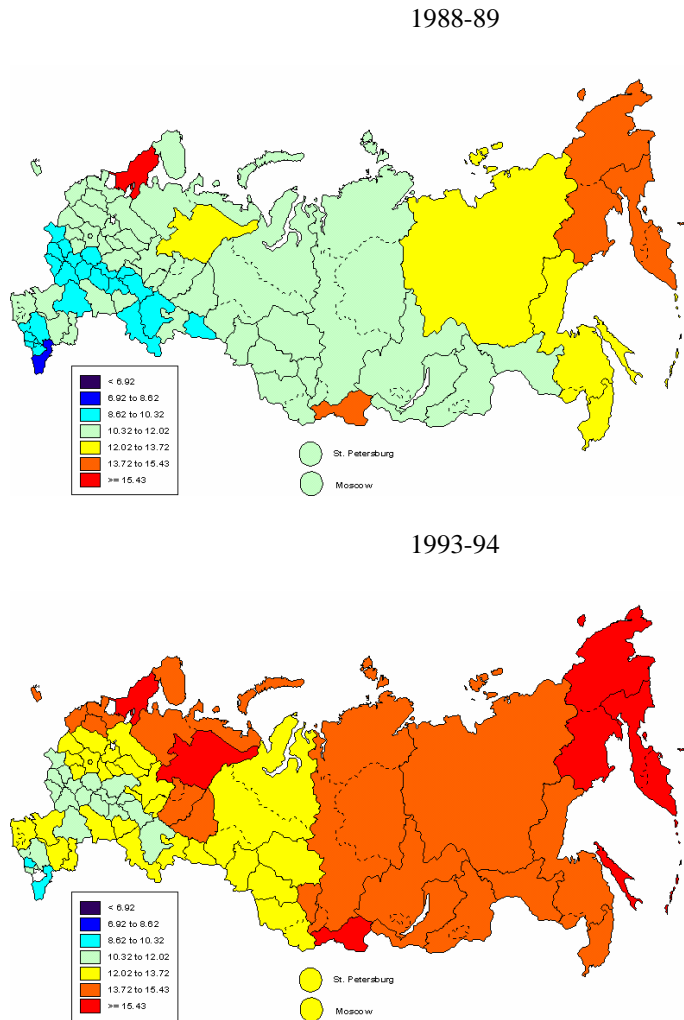 1988-89
< 6.92
6.92 to 8.62
8.62 to 10.32
10.32 to 12.02
12.02 to 13.72
13.72 to 15.43
>= 15.43
St. Petersburg
Moscow
1993-94
< 6.92
6.92 to 8.62
8.62 to 10.32
10.32 to 12.02
12.02 to 13.72
13.72 to 15.43
>= 15.43
St. Petersburg
Moscow